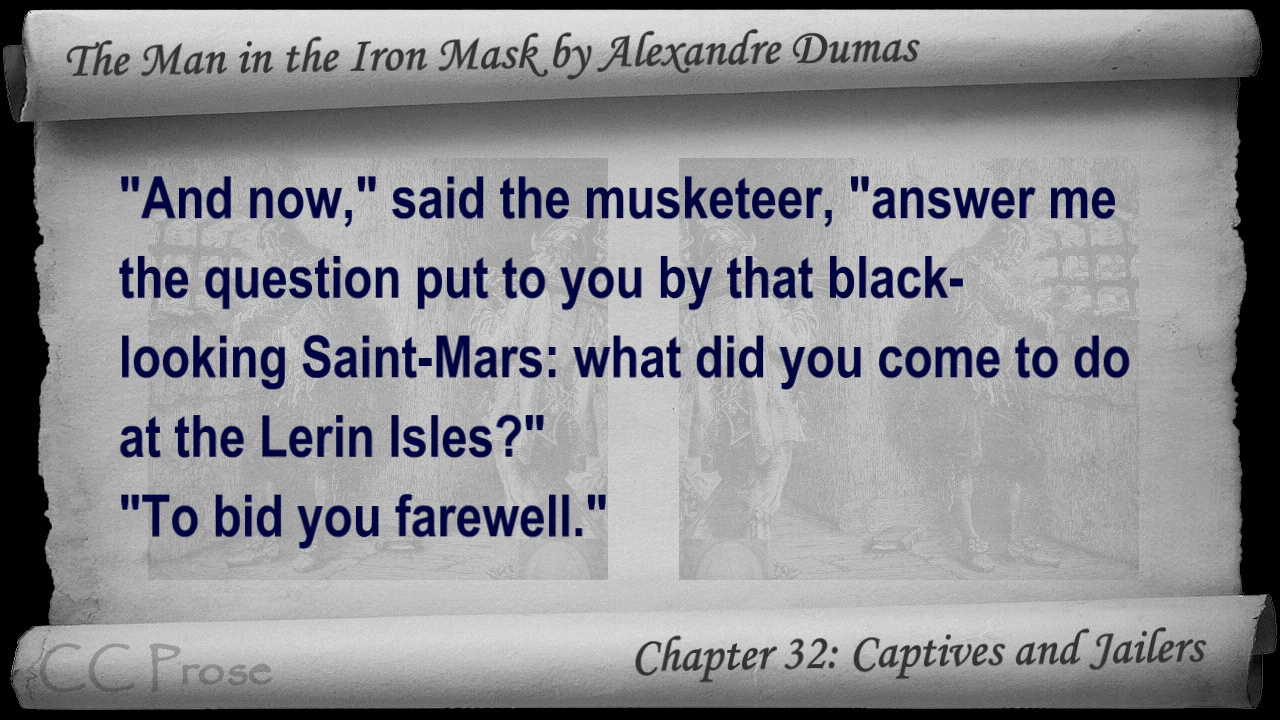 The Man in the Iron Mask by Alexandre Dumas
"And now," said the musketeer, "answer me
the question put to you by that black-
looking Saint-Mars: what did you come to do
at the Lerin Isles?"
"To bid you farewell."
CC Prose
Chapter 32: Captives and Jailers